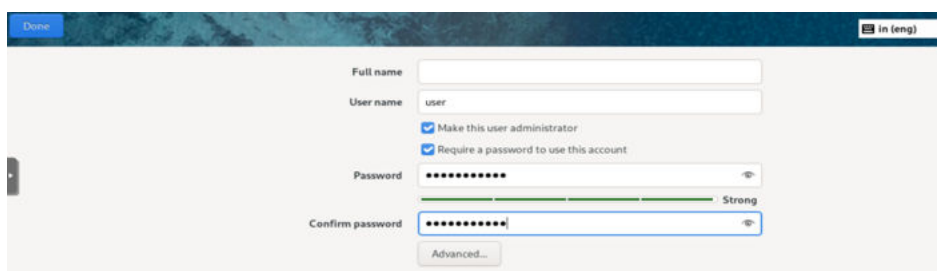 Done
in (eng)
Full name
User name user
Make this user administrator
Require a password to use this account
Password •••••••••••
Strong
Confirm password •••••••••••
Advanced...